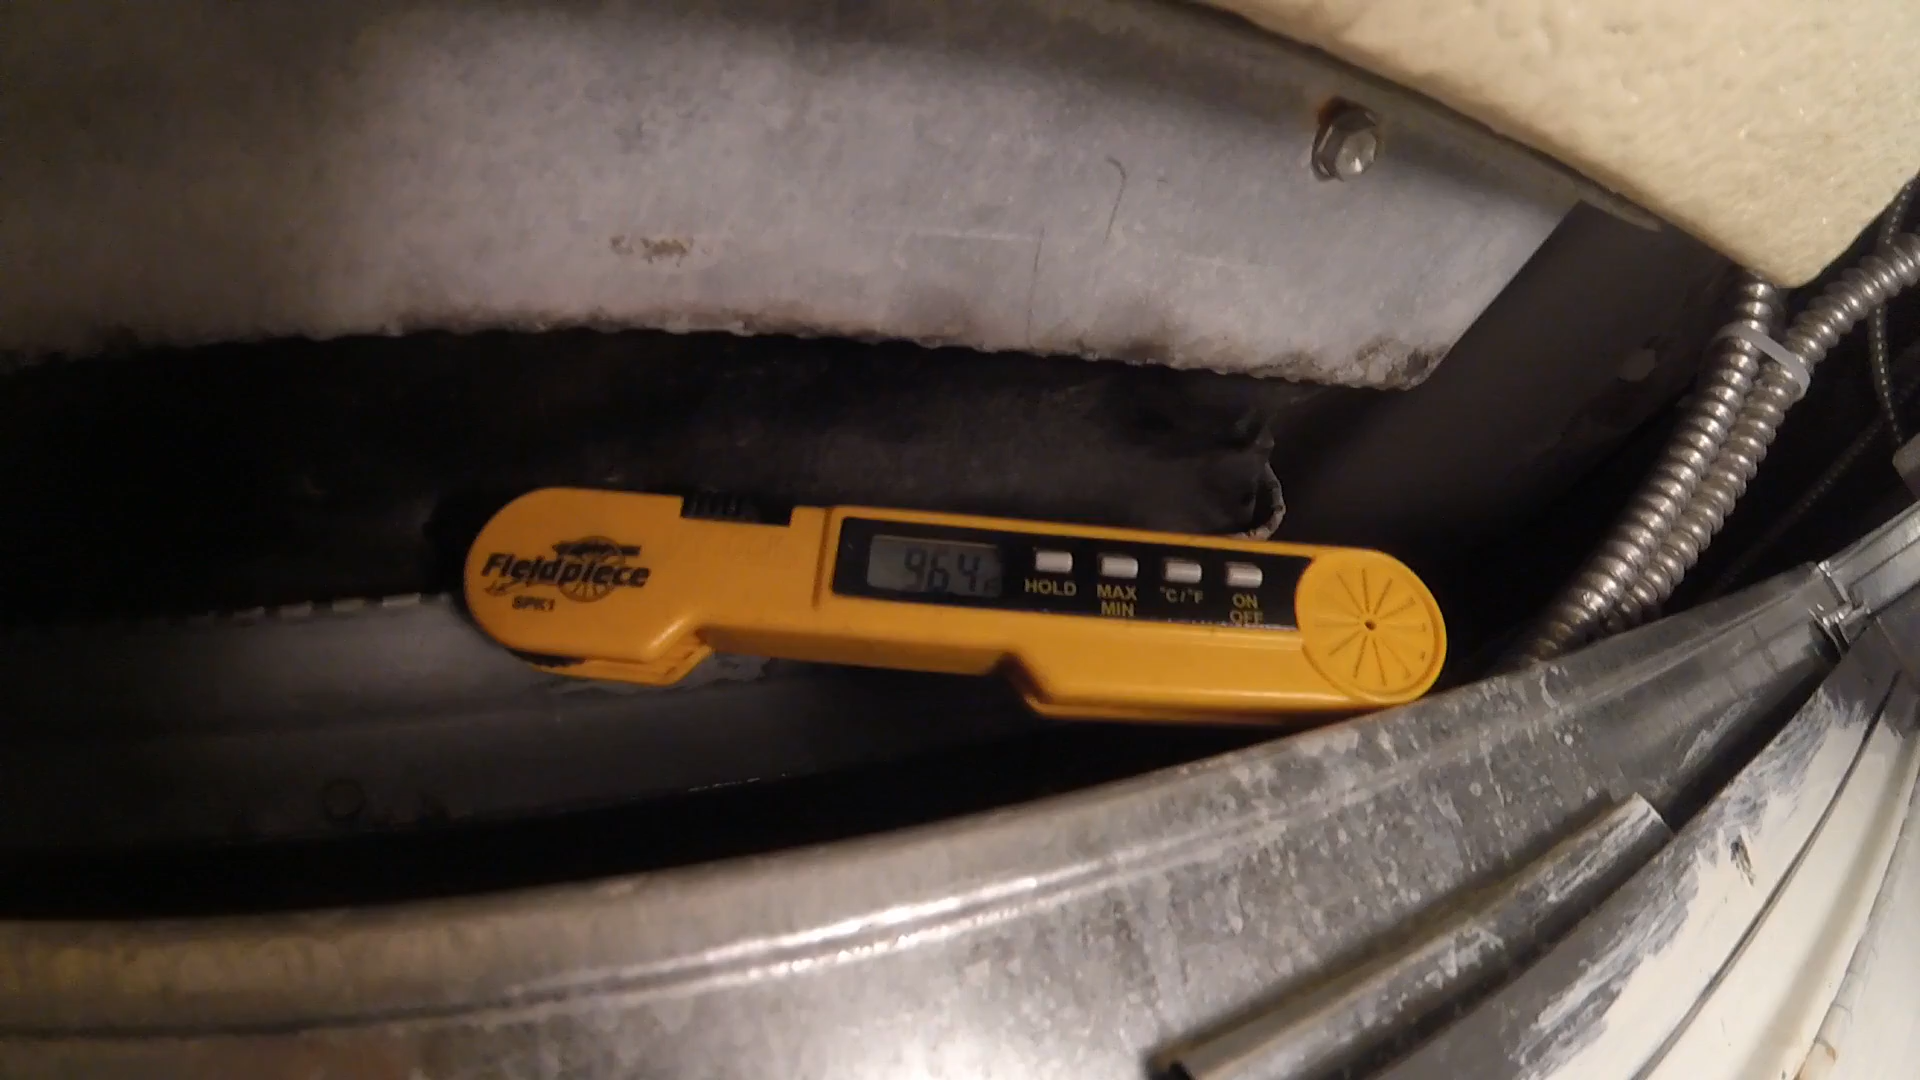 Fieldpiece
SPK1
96.4
HOLD
MAX
MIN
°C/°F
ON
OFF